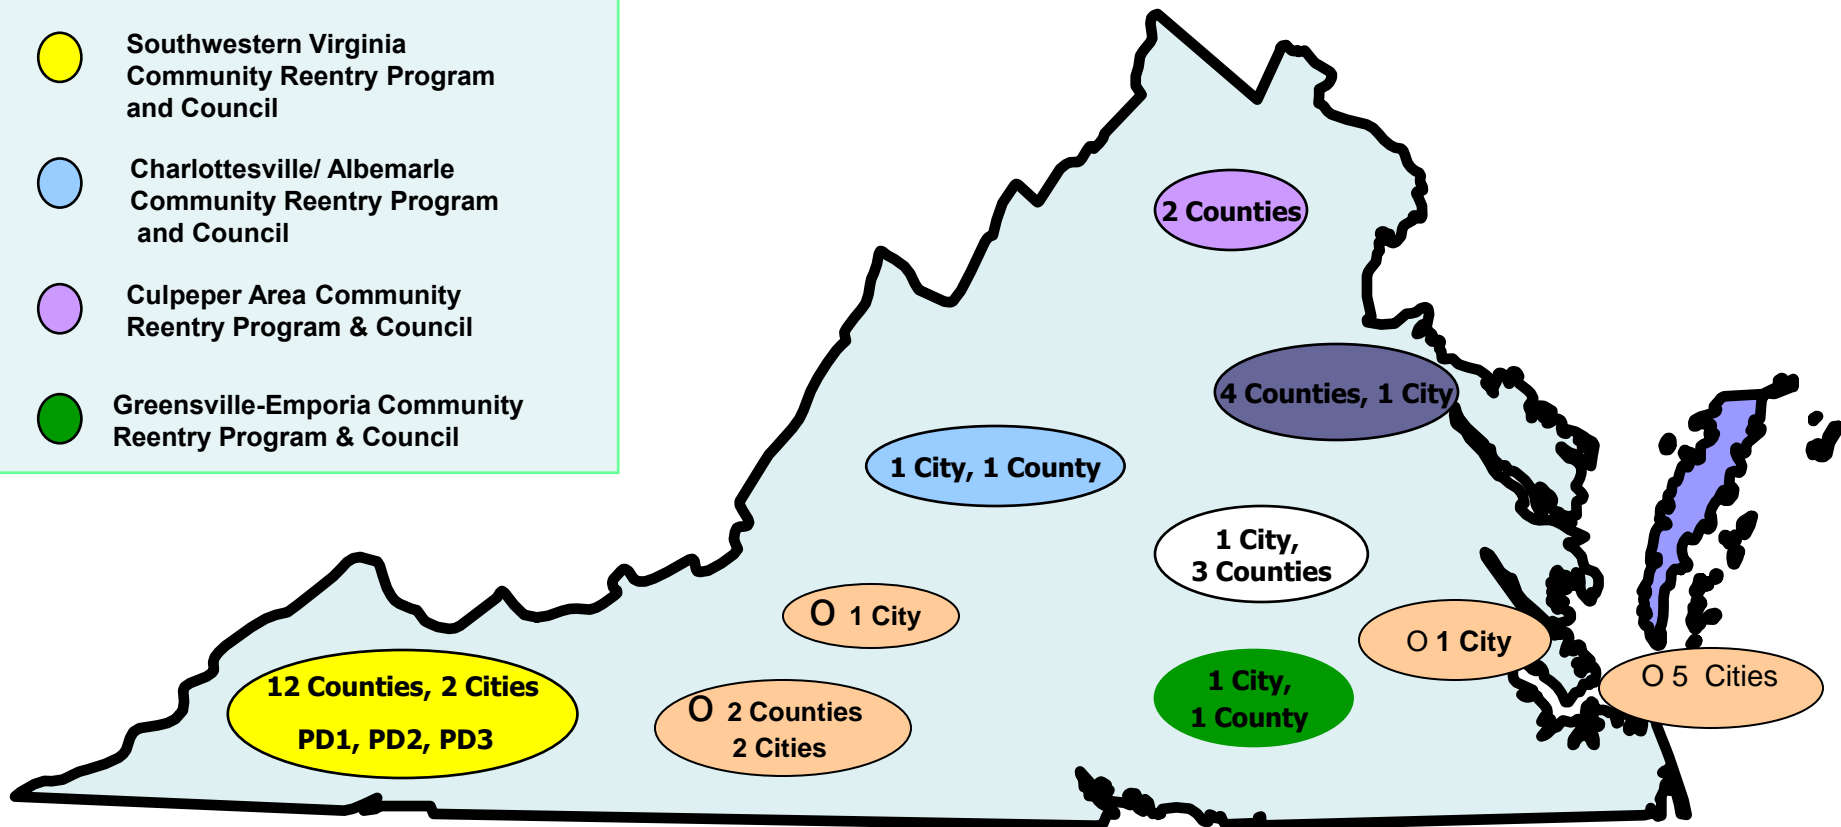 Southwestern Virginia
Community Reentry Program
and Council
Charlottesville/ Albemarle
Community Reentry Program
and Council
Culpeper Area Community
Reentry Program & Council
Greensville-Emporia Community
Reentry Program & Council
2 Counties
4 Counties, 1 City
1 City, 1 County
1 City,
3 Counties
O 1 City
O 1 City
12 Counties, 2 Cities
PD1, PD2, PD3
O 2 Counties
2 Cities
1 City,
1 County
O 5 Cities